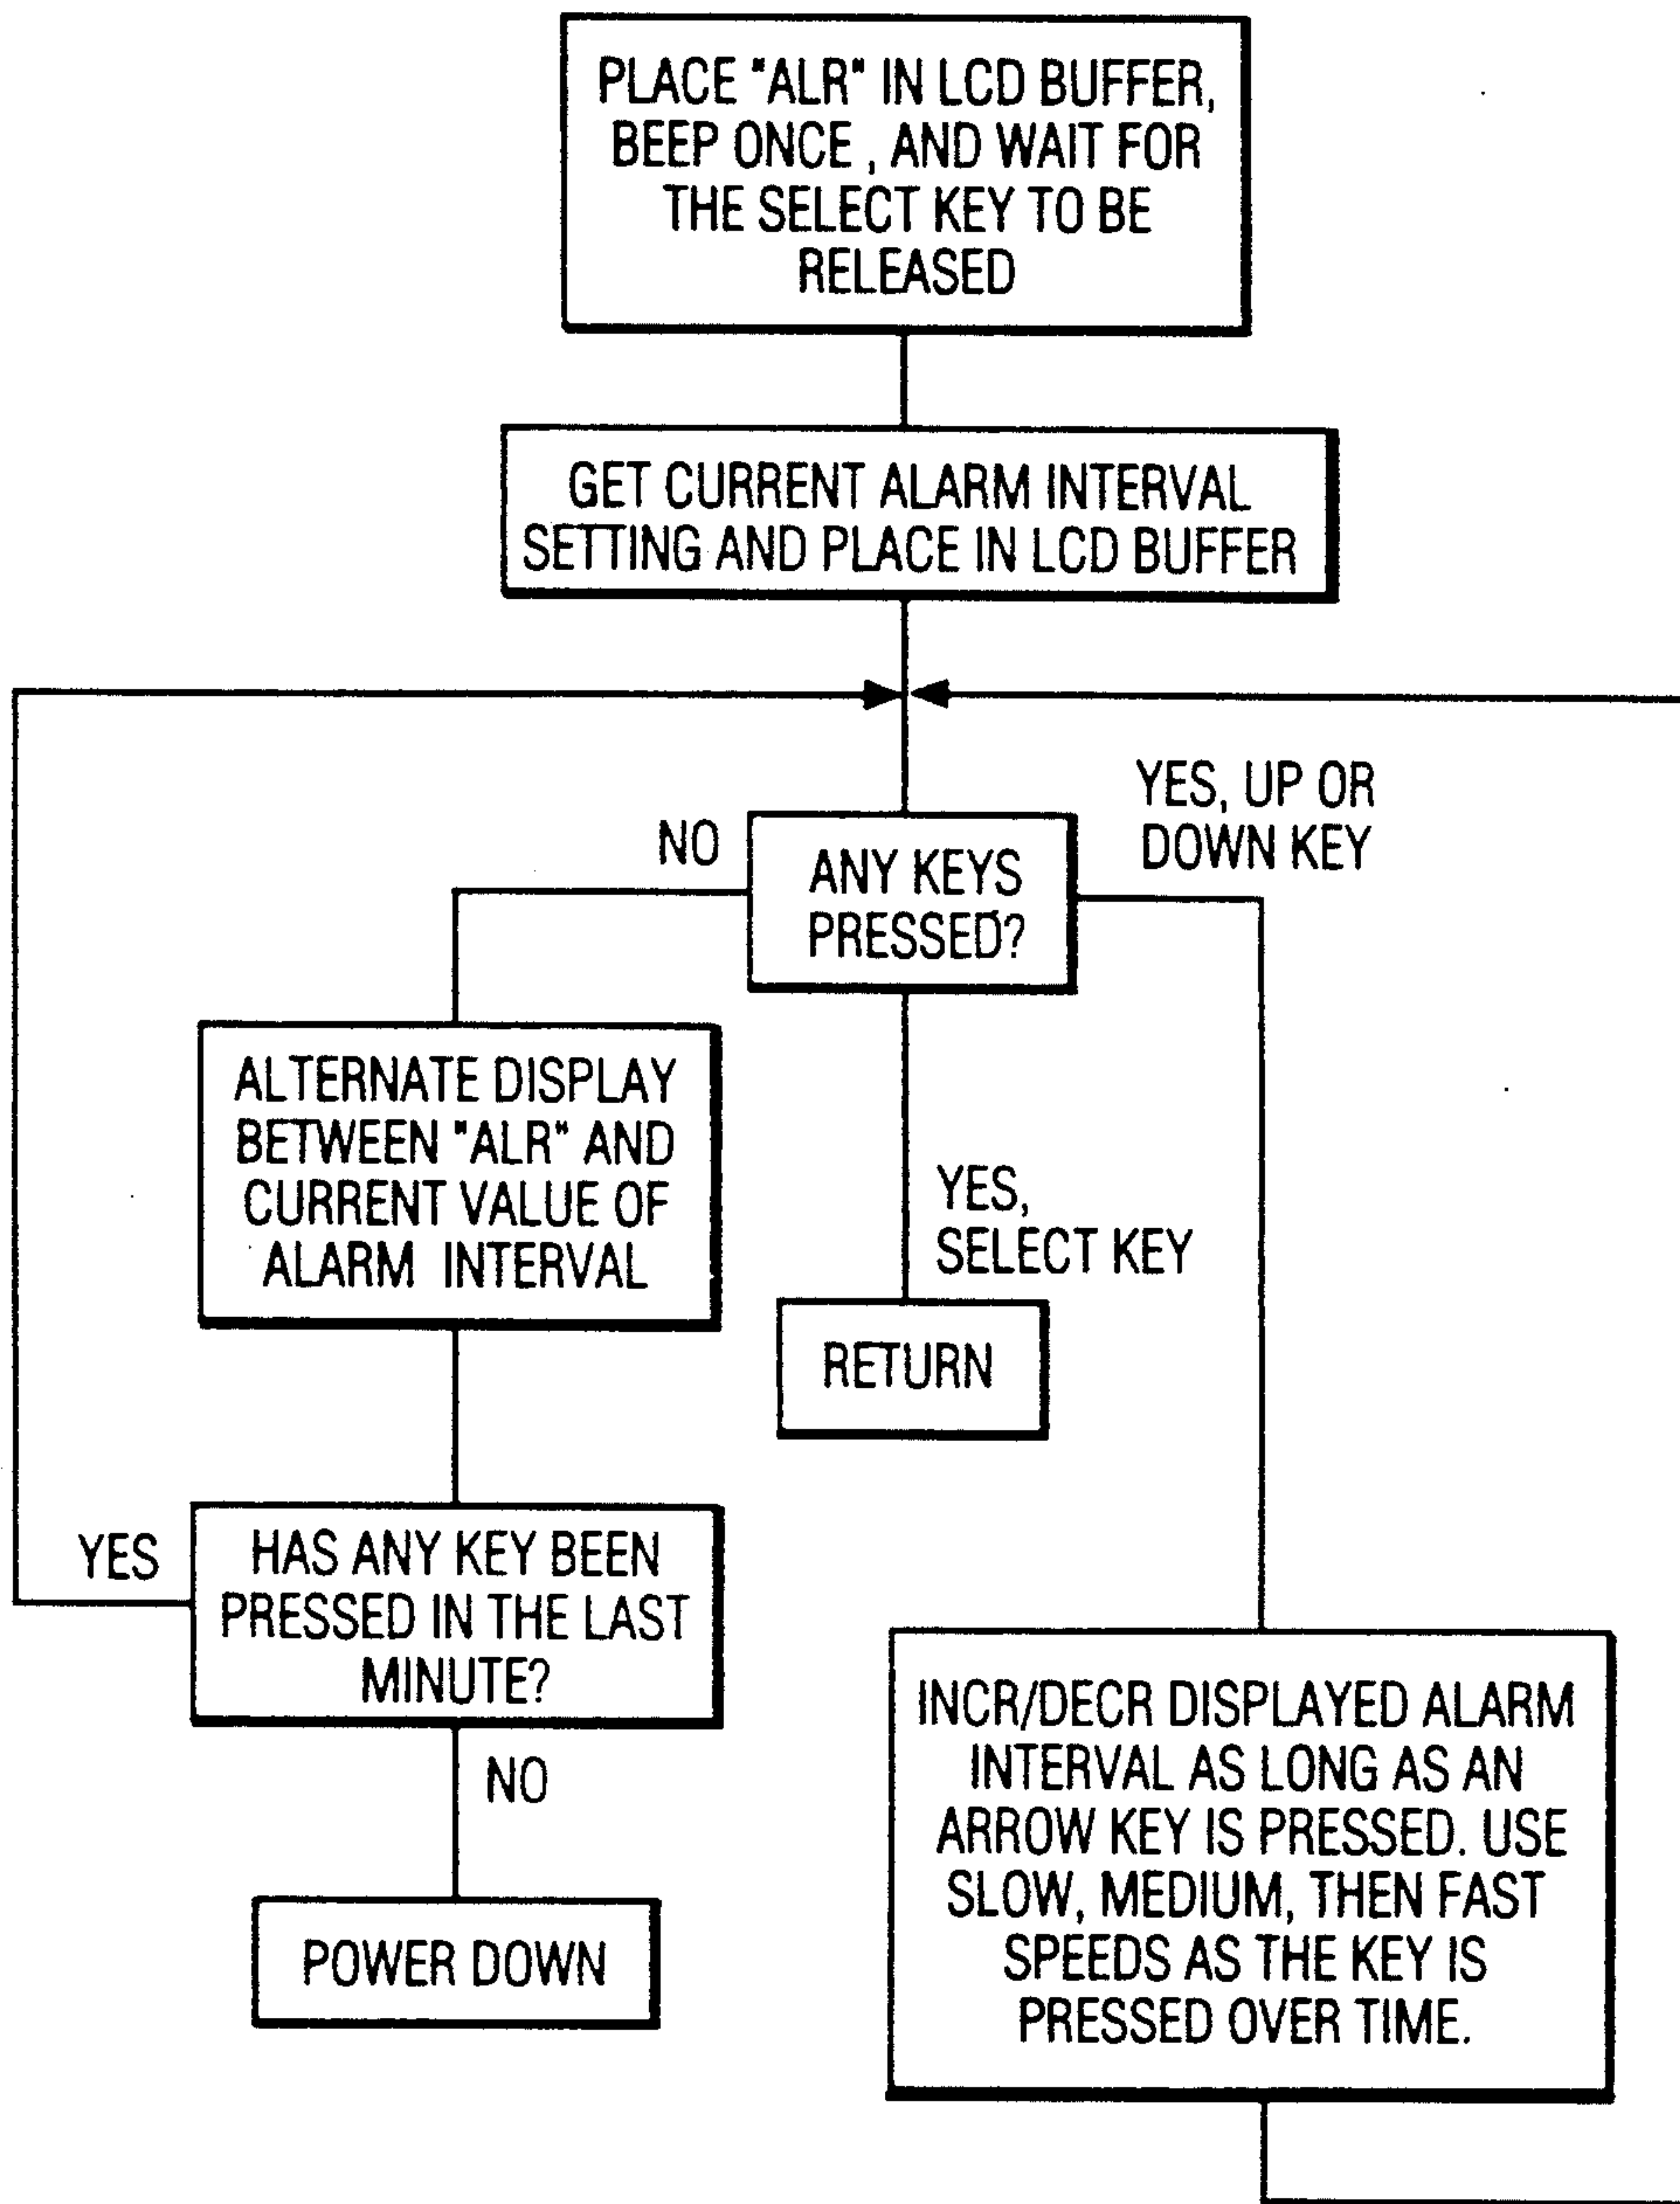 PLACE "ALR" IN LCD BUFFER,
BEEP ONCE , AND WAIT FOR
THE SELECT KEY TO BE
RELEASED
GET CURRENT ALARM INTERVAL
SETTING AND PLACE IN LCD BUFFER
YES, UP OR
DOWN KEY
NO
ANY KEYS
PRESSED?
ALTERNATE DISPLAY
BETWEEN "ALR" AND
CURRENT VALUE OF
ALARM INTERVAL
YES,
SELECT KEY
RETURN
YES
HAS ANY KEY BEEN
PRESSED IN THE LAST
MINUTE?
NO
POWER DOWN
INCR/DECR DISPLAYED ALARM
INTERVAL AS LONG AS AN
ARROW KEY IS PRESSED. USE
SLOW, MEDIUM, THEN FAST
SPEEDS AS THE KEY IS
PRESSED OVER TIME.